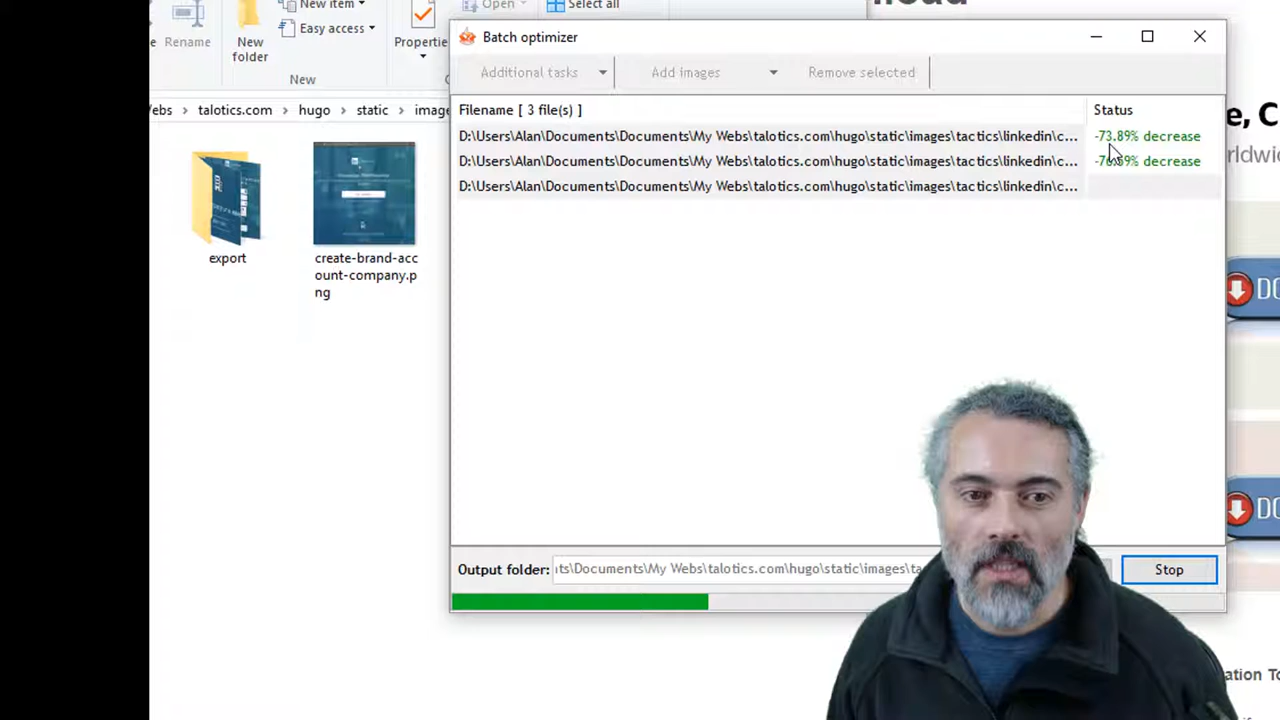 New item
Open
Select all
Easy access
Rename
New
folder
Properties
New
talotics.com
hugo
static
export
create-brand-acc
ount-company.p
ng
Batch optimizer
Additional tasks
Add images
Remove selected
Filename [ 3 file(s) ]
Status
D:\Users\Alan\Documents\Documents\My Webs\talotics.com\hugo\static\images\tactics\linkedin\c...
-73.89% decrease
D:\Users\Alan\Documents\Documents\My Webs\talotics.com\hugo\static\images\tactics\linkedin\c...
decrease
D:\Users\Alan\Documents\Documents\My Webs\talotics.com\hugo\static\images\tactics\linkedin\c...
Output folder:
ts\Documents\My Webs\talotics.com\hugo\static\images\ta
Stop